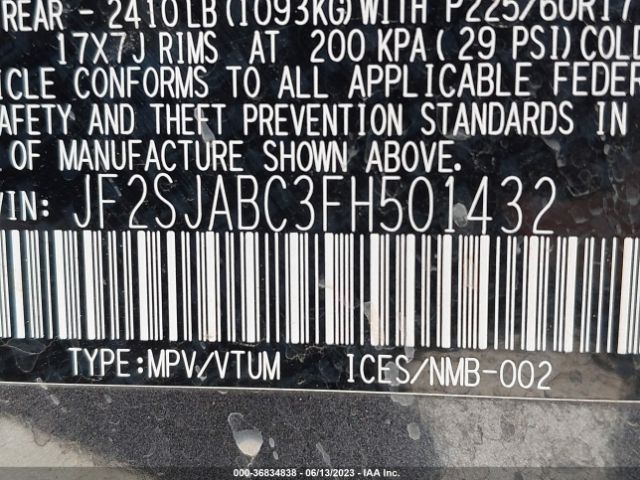 REAR - 2410LB(1093KG)WITH P225/60R17
17X7J RIMS AT 200 KPA(29 PSI)COLD
ICLE CONFORMS TO ALL APPLICABLE FEDER
AFETY AND THEFT PREVENTION STANDARDS IN
OF MANUFACTURE SHOWN ABOVE.
VIN: JF2SJABC3FH501432
TYPE:MPV/VTUM ICES/NMB-002
000-36834838 - 06/13/2023 - IAA Inc.